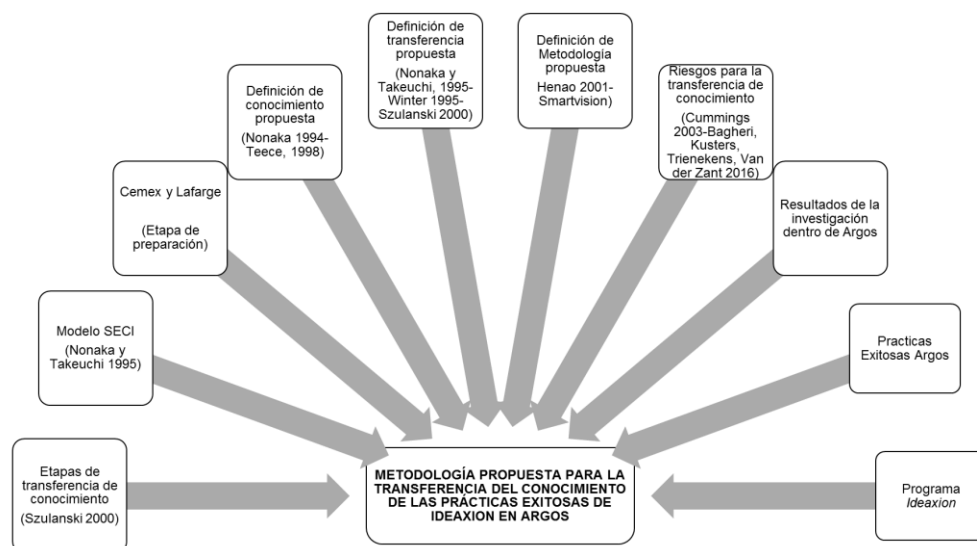 Definición de
transferencia
propuesta
(Nonaka y
Takeuchi, 1995-
Winter 1995-
Szulanski 2000)
Definición de
Metodología
propuesta
Henao 2001-
Smartvision)
Definición de
conocimiento
propuesta
(Nonaka 1994-
Teece, 1998)
Riesgos para la
transferencia de
conocimiento
(Cummings
2003-Bagheri,
Kusters,
Trienekens, Van
der Zant 2016)
Cemex y Lafarge
(Etapa de
preparación)
Resultados de la
investigación
dentro de Argos
Modelo SECI
(Nonaka y
Takeuchi 1995)
Practicas
Exitosas Argos
Etapas de
transferencia de
conocimiento
(Szulanski 2000)
METODOLOGÍA PROPUESTA PARA LA
TRANSFERENCIA DEL CONOCIMIENTO
DE LAS PRÁCTICAS EXITOSAS DE
IDEAXION EN ARGOS
Programa
Ideaxion